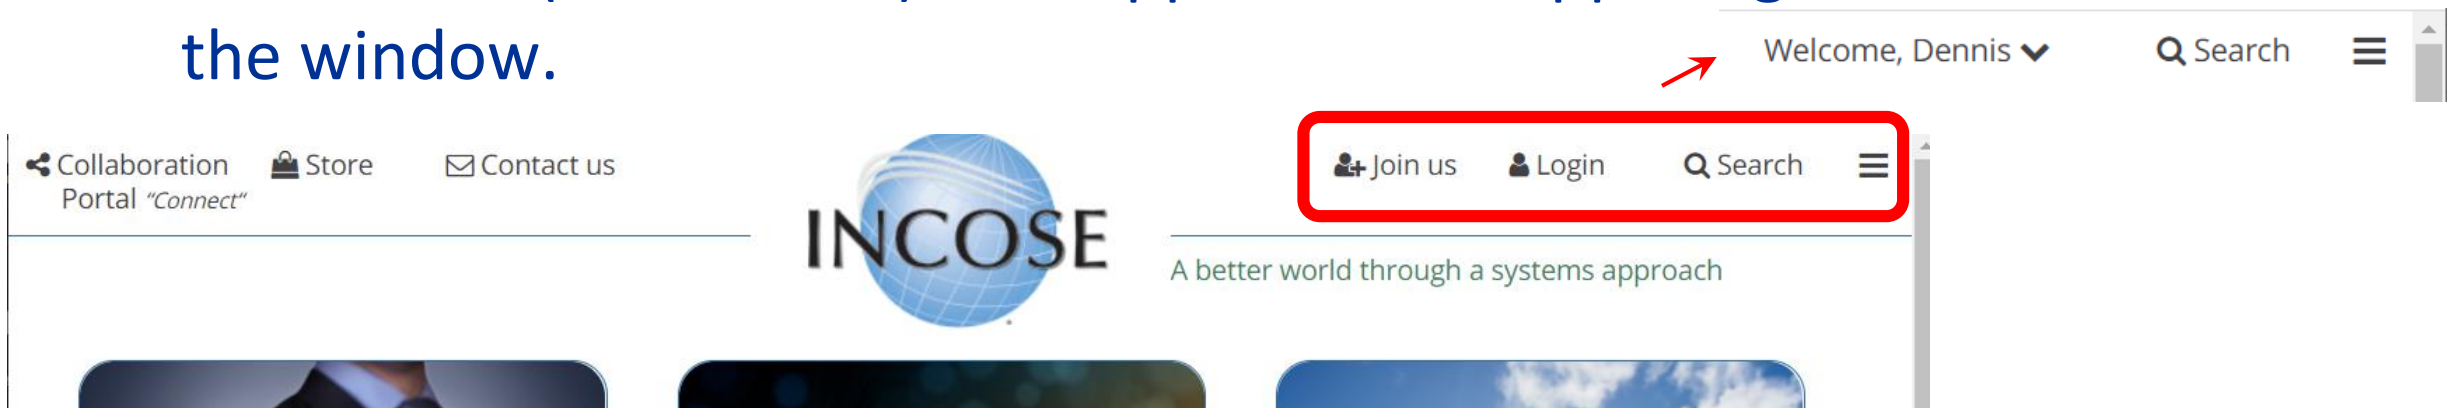 the window.
Welcome, Dennis Search
Collaboration Store Contact us
Portal "Connect"
Join us Login Search
INCOSE
A better world through a systems approach